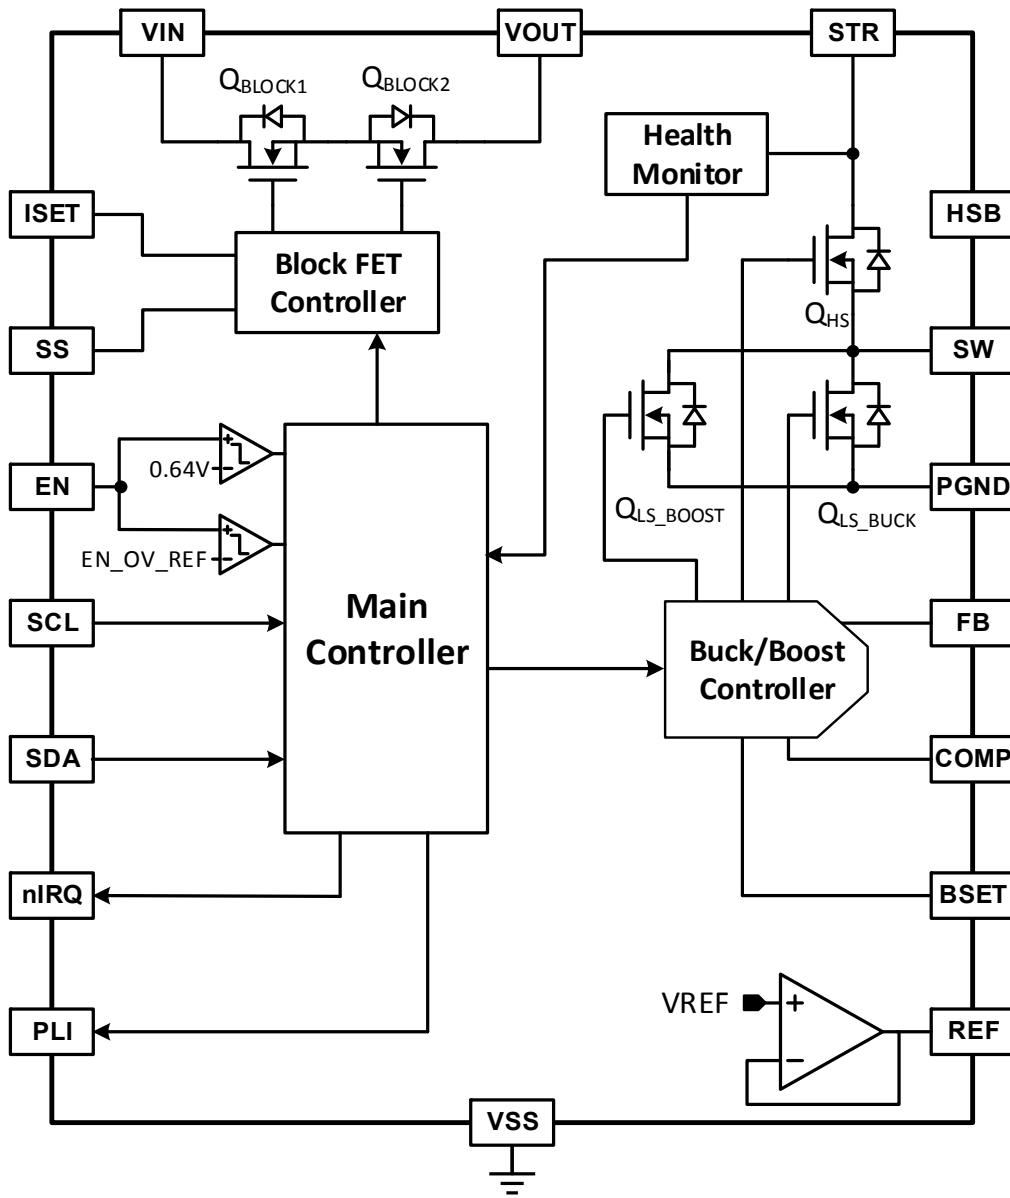 VIN
VOUT
STR
QBLOCK1
QBLOCK2
Health
Monitor
ISET
HSB
Block FET
Controller
QHS
SS
SW
EN
0.64V
EN_OV_REF
PGND
QLS_BOOST
QLS_BUCK
Main
Controller
SCL
FB
Buck/Boost
Controller
SDA
COMP
nIRQ
BSET
VREF
+
−
PLI
REF
VSS